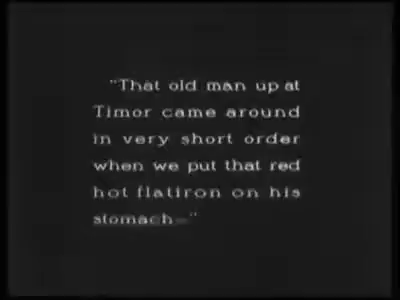 "That old man up at
Timor came around
in very short order
when we put that red
hot flatiron on his
stomach—"